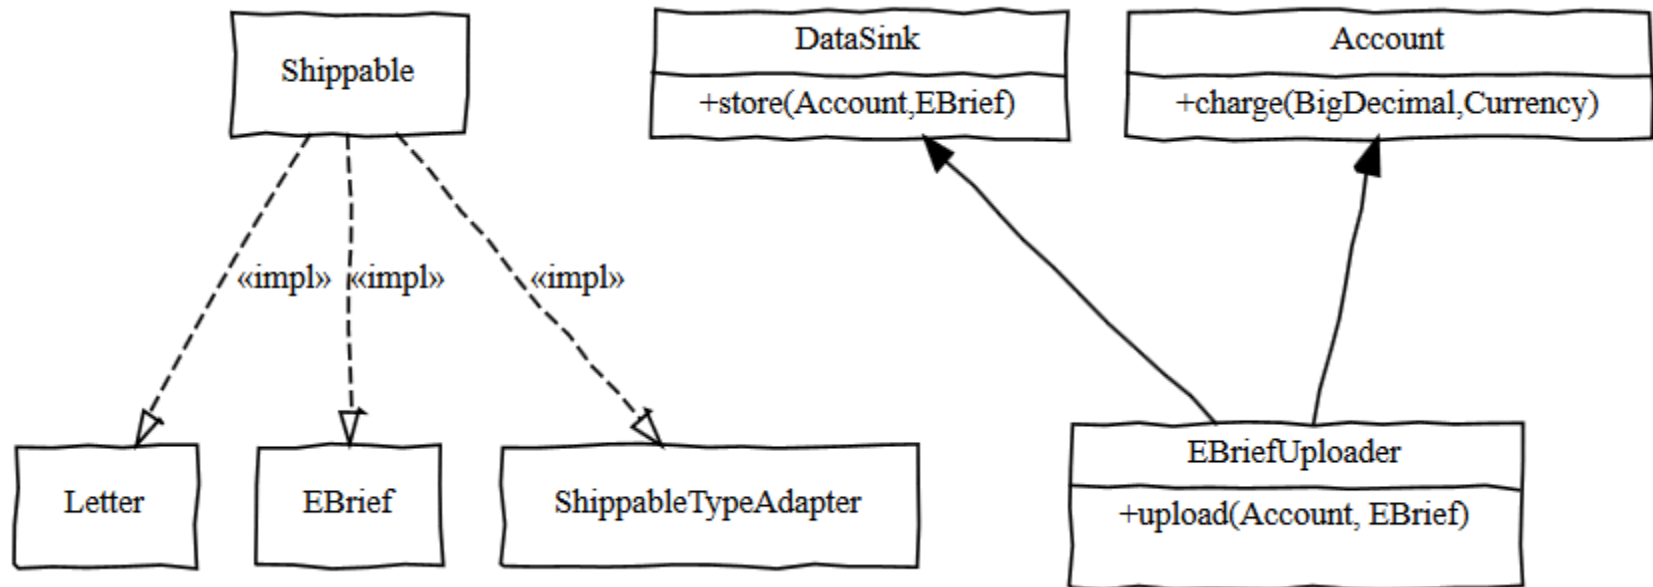 Shippable
DataSink
+store(Account,EBrief)
Account
+charge(BigDecimal,Currency)
«impl»
«impl»
«impl»
Letter
EBrief
ShippableTypeAdapter
EBriefUploader
+upload(Account, EBrief)